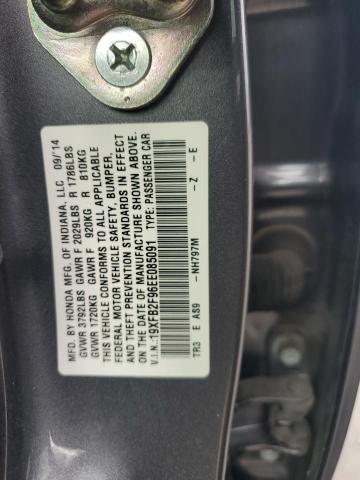 MFD. BY HONDA MFG. OF INDIANA, LLC 09/14
GVWR 3792LBS GAWR F 2029LBS R 1786LBS
GVWR 1720KG GAWR F 920KG R 810KG
THIS VEHICLE CONFORMS TO ALL APPLICABLE
FEDERAL MOTOR VEHICLE SAFETY, BUMPER,
AND THEFT PREVENTION STANDARDS IN EFFECT
ON THE DATE OF MANUFACTURE SHOWN ABOVE.
V.I.N.:19XFB2F96EE085091 TYPE: PASSENGER CAR
TR3 E AS9 -NH797M -Z -E